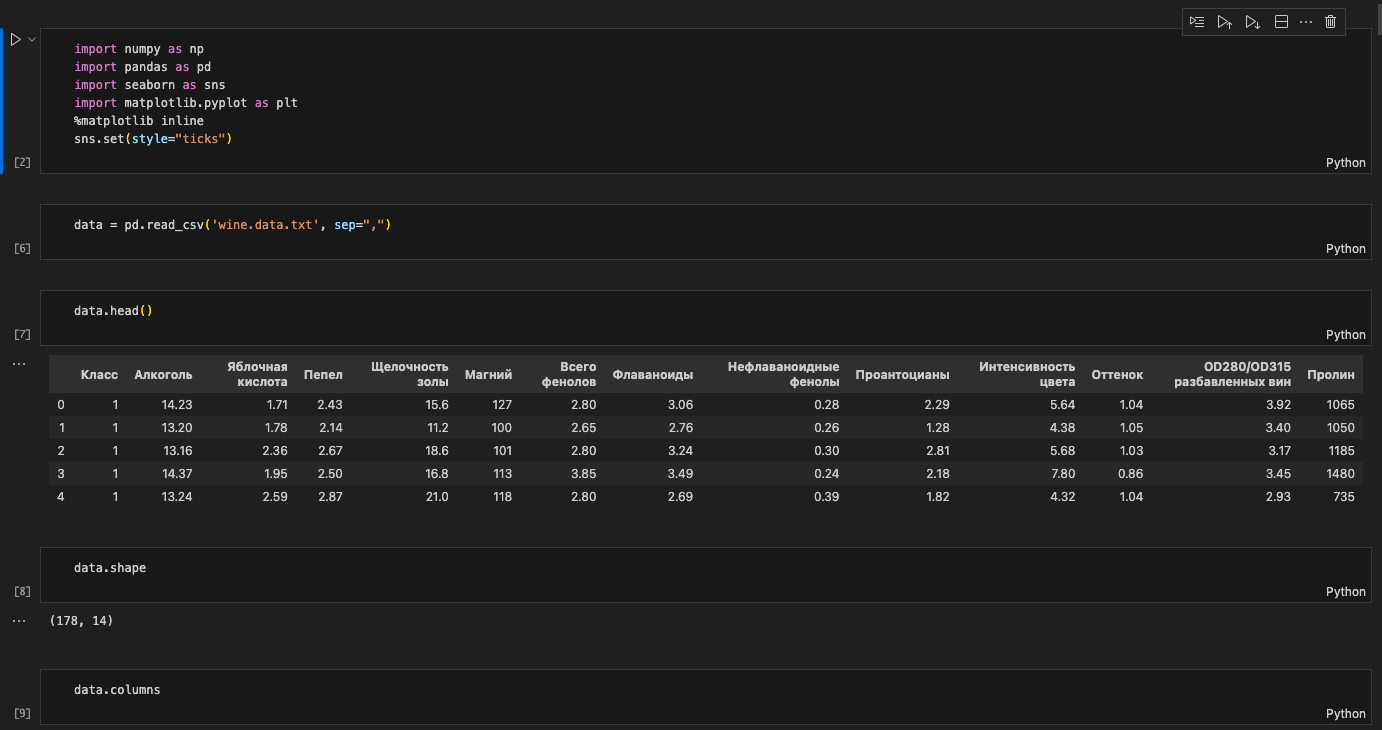 import numpy as np
import pandas as pd
import seaborn as sns
import matplotlib.pyplot as plt
%matplotlib inline
sns.set(style="ticks")
[2]
Python
data = pd.read_csv('wine.data.txt', sep=",")
[6]
Python
data.head()
[7]
Python
Класс Алкоголь Яблочная кислота Пепел Щелочность золы Магний Всего фенолов Флаваноиды Нефлаваноидные фенолы Проантоцианы Интенсивность цвета Оттенок OD280/OD315 разбавленных вин Пролин
0 1 14.23 1.71 2.43 15.6 127 2.80 3.06 0.28 2.29 5.64 1.04 3.92 1065
1 1 13.20 1.78 2.14 11.2 100 2.65 2.76 0.26 1.28 4.38 1.05 3.40 1050
2 1 13.16 2.36 2.67 18.6 101 2.80 3.24 0.30 2.81 5.68 1.03 3.17 1185
3 1 14.37 1.95 2.50 16.8 113 3.85 3.49 0.24 2.18 7.80 0.86 3.45 1480
4 1 13.24 2.59 2.87 21.0 118 2.80 2.69 0.39 1.82 4.32 1.04 2.93 735
data.shape
[8]
Python
(178, 14)
data.columns
[9]
Python